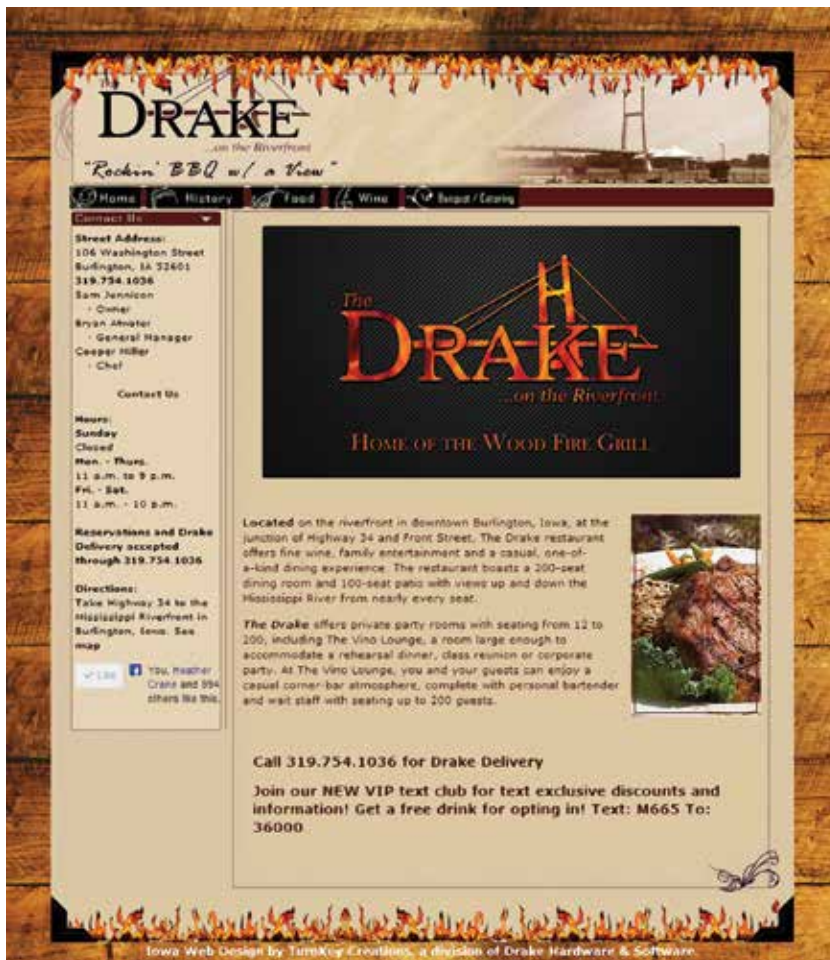 The
DRAKE
...on the Riverfront
"Rockin' BBQ w/ a View"
Home
History
Food
Wine
Banquet / Catering
Contact Us
Street Address:
106 Washington Street
Burlington, IA 52601
319.754.1036
Sam Jennison
- Owner
Bryan Atwater
- General Manager
Cooper Miller
- Chef
Contact Us
Hours:
Sunday
Closed
Mon. - Thurs.
11 a.m. to 9 p.m.
Fri. - Sat.
11 a.m. - 10 p.m.
Reservations and Drake
Delivery accepted
through 319.754.1036
Directions:
Take Highway 34 to the
Mississippi Riverfront in
Burlington, Iowa. See
map
Like
You, Heather
Crane and 994
others like this.
The
DRAKE
...on the Riverfront
HOME OF THE WOOD FIRE GRILL
Located on the riverfront in downtown Burlington, Iowa, at the
junction of Highway 34 and Front Street. The Drake restaurant
offers fine wine, family entertainment and a casual, one-of-
a-kind dining experience. The restaurant boasts a 200-seat
dining room and 100-seat patio with views up and down the
Mississippi River from nearly every seat.
The Drake offers private party rooms with seating from 12 to
200, including The Vino Lounge, a room large enough to
accommodate a rehearsal dinner, class reunion or corporate
party. At The Vino Lounge, you and your guests can enjoy a
casual corner-bar atmosphere, complete with personal bartender
and wait staff with seating up to 200 guests.
Call 319.754.1036 for Drake Delivery
Join our NEW VIP text club for text exclusive discounts and
information! Get a free drink for opting in! Text: M665 To:
36000
Iowa Web Design by TurnKey Creations, a division of Drake Hardware & Software